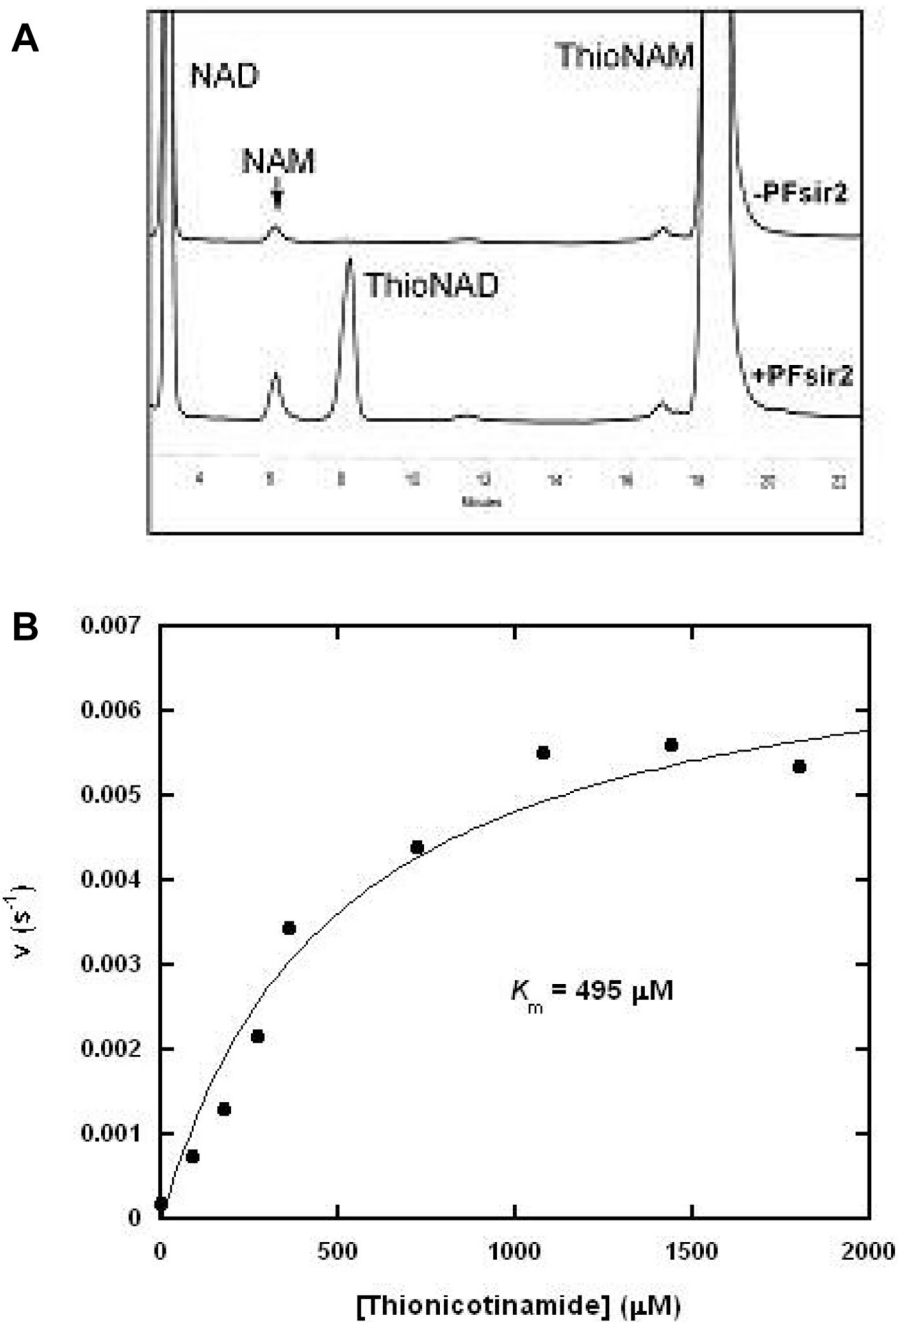 A
NAD
ThioNAM
NAM
-PFsir2
ThioNAD
+PFsir2
4 6 8 10 12 14 16 18 20 22
Minutes
B
0.007
0.006
0.005
0.004
0.003
0.002
0.001
0
v (s⁻¹)
Kₘ = 495 μM
0 500 1000 1500 2000
[Thionicotinamide] (μM)